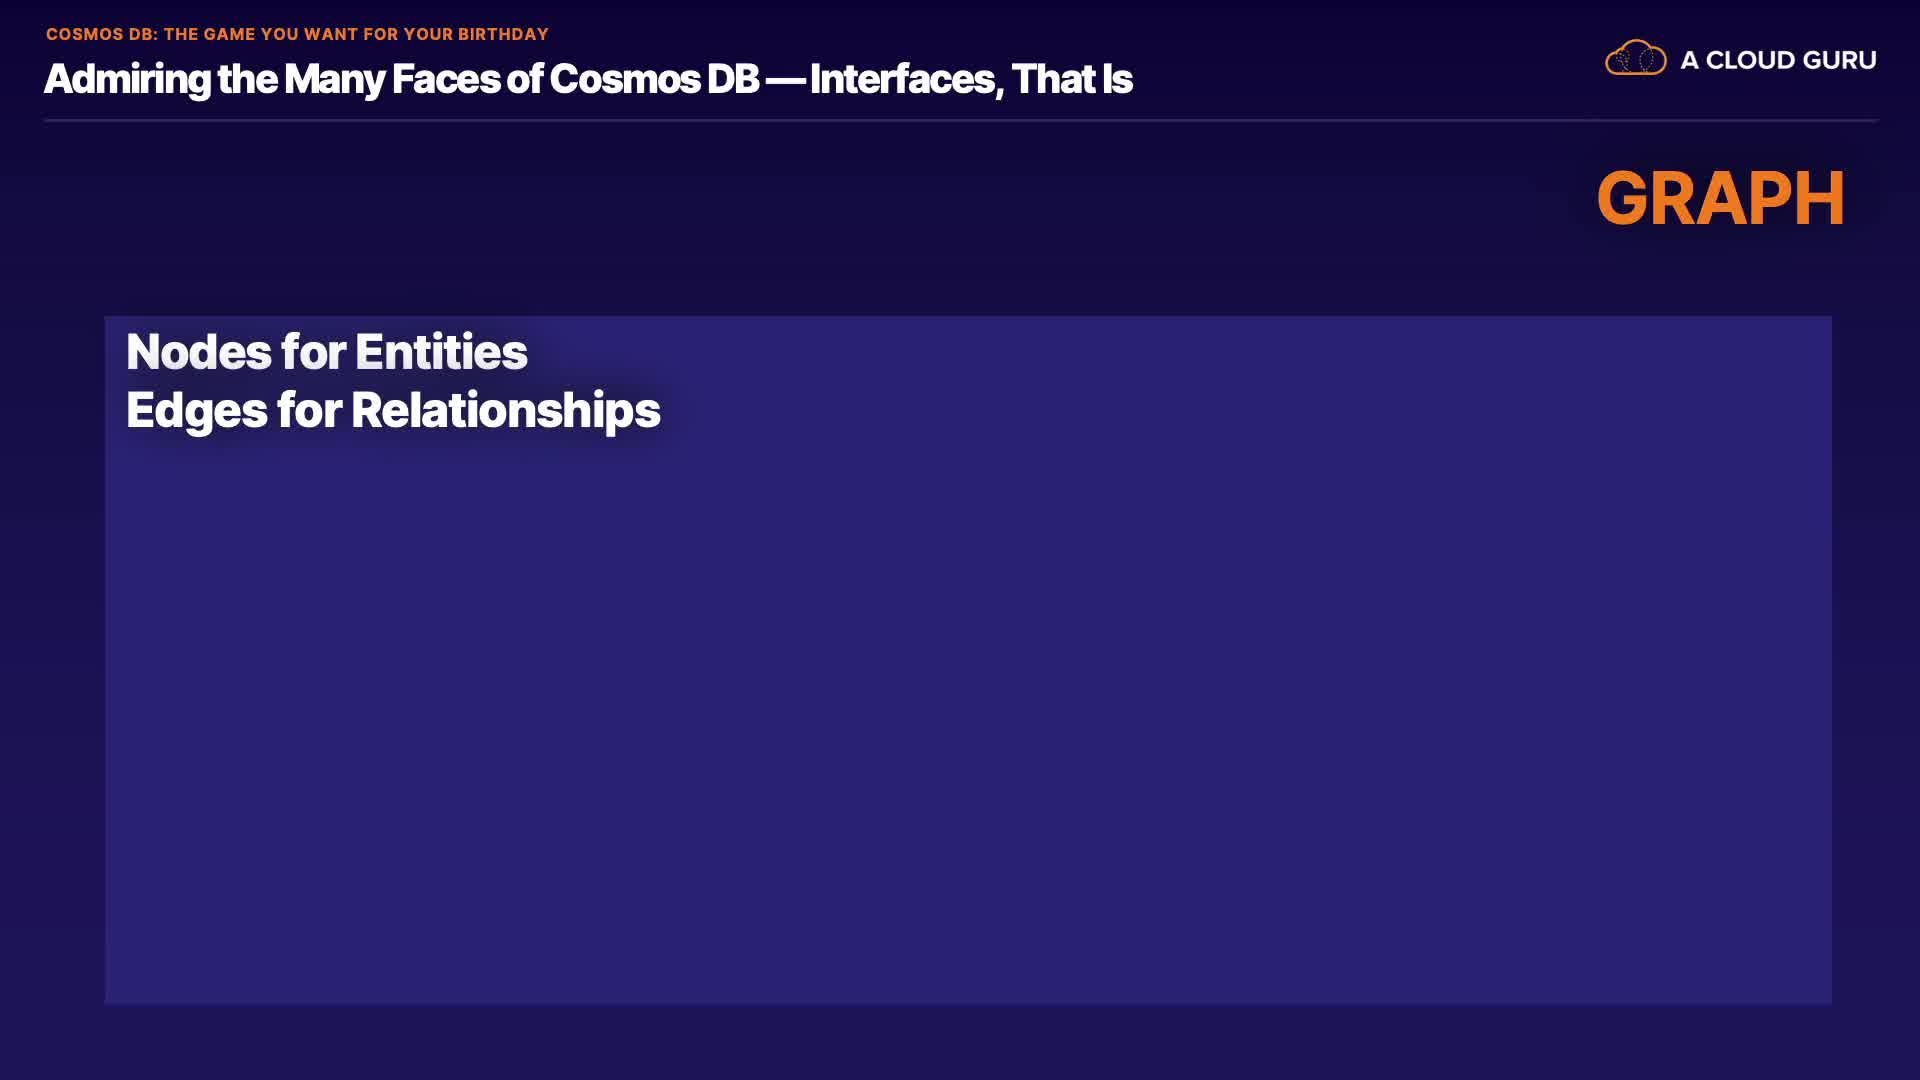 COSMOS DB: THE GAME YOU WANT FOR YOUR BIRTHDAY
Admiring the Many Faces of Cosmos DB — Interfaces, That Is
A CLOUD GURU
GRAPH
Nodes for Entities
Edges for Relationships